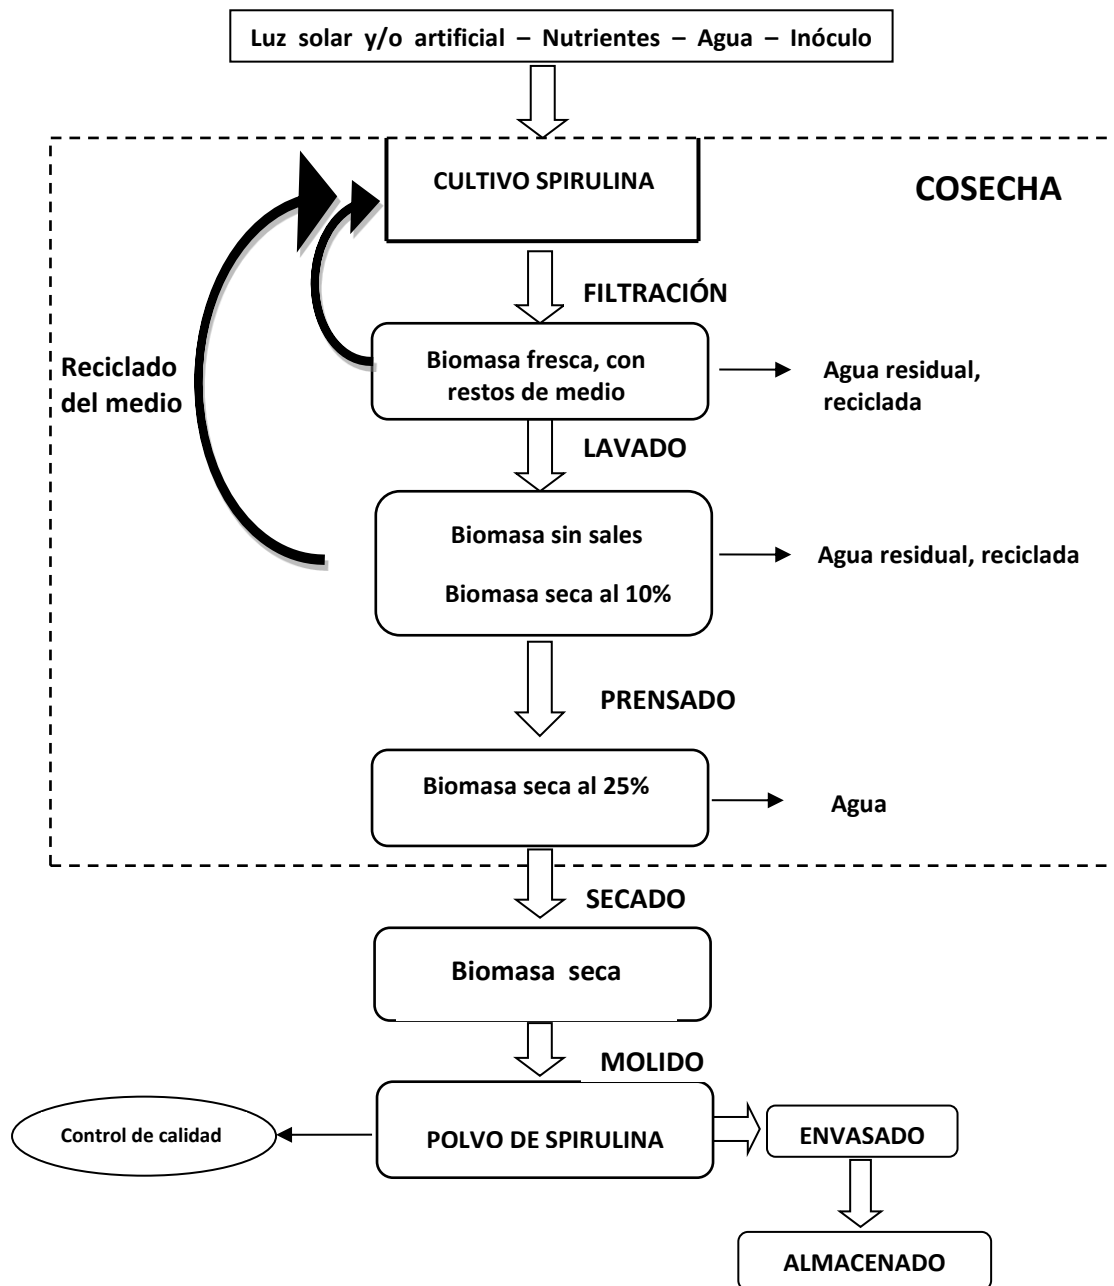 Luz solar y/o artificial – Nutrientes – Agua – Inóculo
CULTIVO SPIRULINA
COSECHA
FILTRACIÓN
Reciclado
del medio
Biomasa fresca, con
restos de medio
Agua residual,
reciclada
LAVADO
Biomasa sin sales
Biomasa seca al 10%
Agua residual, reciclada
PRENSADO
Biomasa seca al 25%
Agua
SECADO
Biomasa seca
MOLIDO
Control de calidad
POLVO DE SPIRULINA
ENVASADO
ALMACENADO